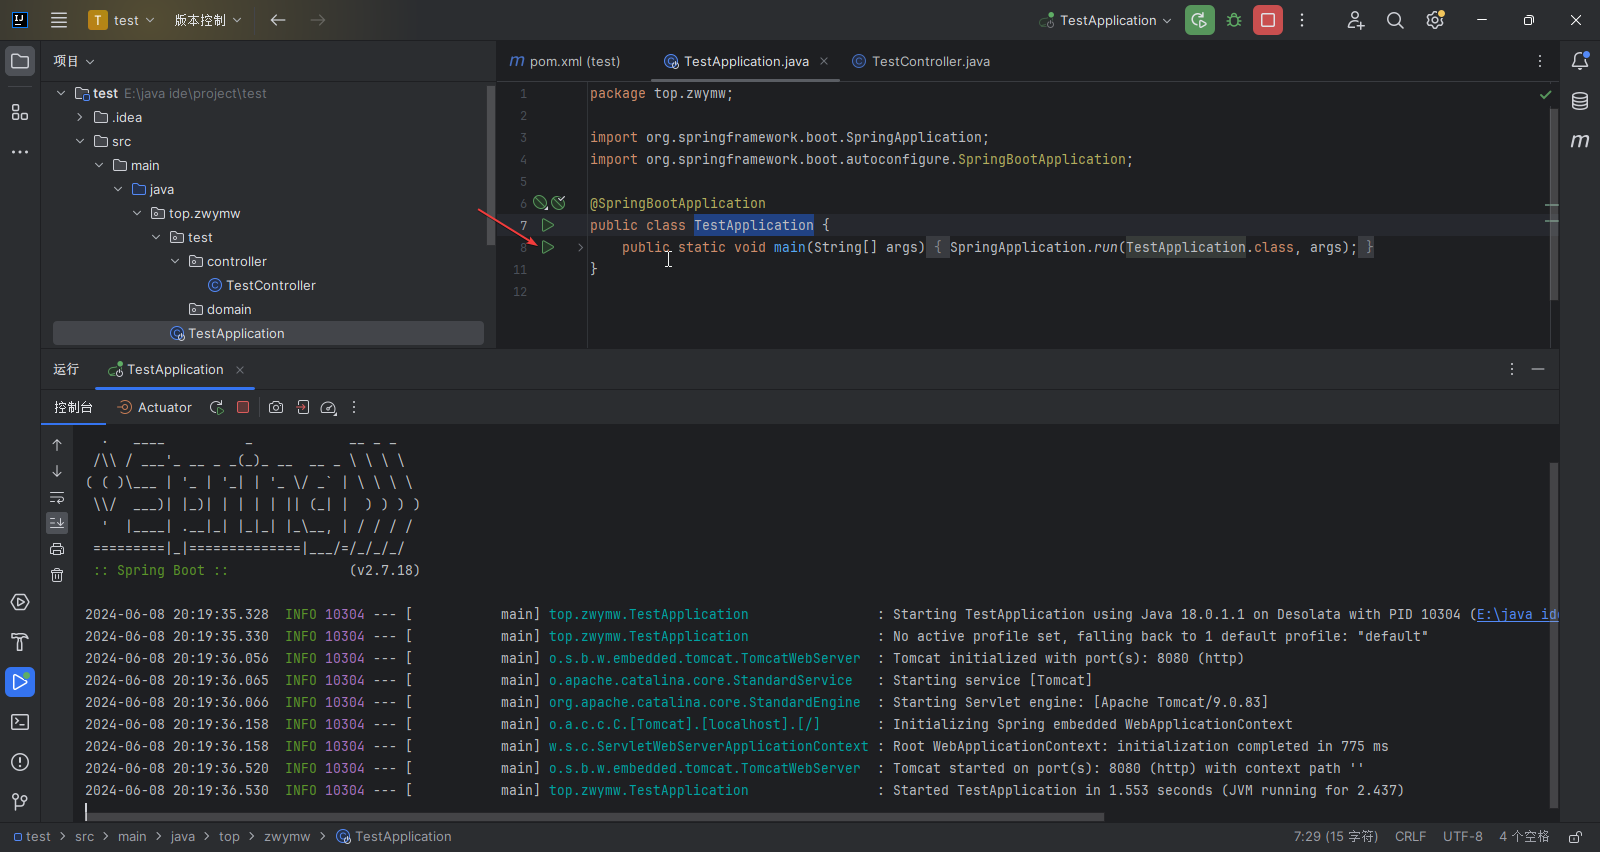 T test 版本控制 TestApplication
项目
test E:\java ide\project\test
.idea
src
main
java
top.zwymw
test
controller
TestController
domain
TestApplication
m pom.xml (test) TestApplication.java TestController.java
1 package top.zwymw;
2
3 import org.springframework.boot.SpringApplication;
4 import org.springframework.boot.autoconfigure.SpringBootApplication;
5
6 @SpringBootApplication
7 public class TestApplication {
8 public static void main(String[] args) { SpringApplication.run(TestApplication.class, args); }
11 }
12
运行 TestApplication
控制台 Actuator
  .   ____          _            __ _ _
 /\\ / ___'_ __ _ _(_)_ __  __ _ \ \ \ \
( ( )\___ | '_ | '_| | '_ \/ _` | \ \ \ \
 \\/  ___)| |_)| | | | | || (_| |  ) ) ) )
  '  |____| .__|_| |_|_| |_\__, | / / / /
 =========|_|==============|___/=/_/_/_/
 :: Spring Boot ::               (v2.7.18)
2024-06-08 20:19:35.328  INFO 10304 --- [           main] top.zwymw.TestApplication                : Starting TestApplication using Java 18.0.1.1 on Desolata with PID 10304 (E:\java ide
2024-06-08 20:19:35.330  INFO 10304 --- [           main] top.zwymw.TestApplication                : No active profile set, falling back to 1 default profile: "default"
2024-06-08 20:19:36.056  INFO 10304 --- [           main] o.s.b.w.embedded.tomcat.TomcatWebServer  : Tomcat initialized with port(s): 8080 (http)
2024-06-08 20:19:36.065  INFO 10304 --- [           main] o.apache.catalina.core.StandardService   : Starting service [Tomcat]
2024-06-08 20:19:36.066  INFO 10304 --- [           main] org.apache.catalina.core.StandardEngine  : Starting Servlet engine: [Apache Tomcat/9.0.83]
2024-06-08 20:19:36.158  INFO 10304 --- [           main] o.a.c.c.C.[Tomcat].[localhost].[/]       : Initializing Spring embedded WebApplicationContext
2024-06-08 20:19:36.158  INFO 10304 --- [           main] w.s.c.ServletWebServerApplicationContext : Root WebApplicationContext: initialization completed in 775 ms
2024-06-08 20:19:36.520  INFO 10304 --- [           main] o.s.b.w.embedded.tomcat.TomcatWebServer  : Tomcat started on port(s): 8080 (http) with context path ''
2024-06-08 20:19:36.530  INFO 10304 --- [           main] top.zwymw.TestApplication                : Started TestApplication in 1.553 seconds (JVM running for 2.437)
test > src > main > java > top > zwymw > TestApplication 7:29 (15 字符) CRLF UTF-8 4 个空格